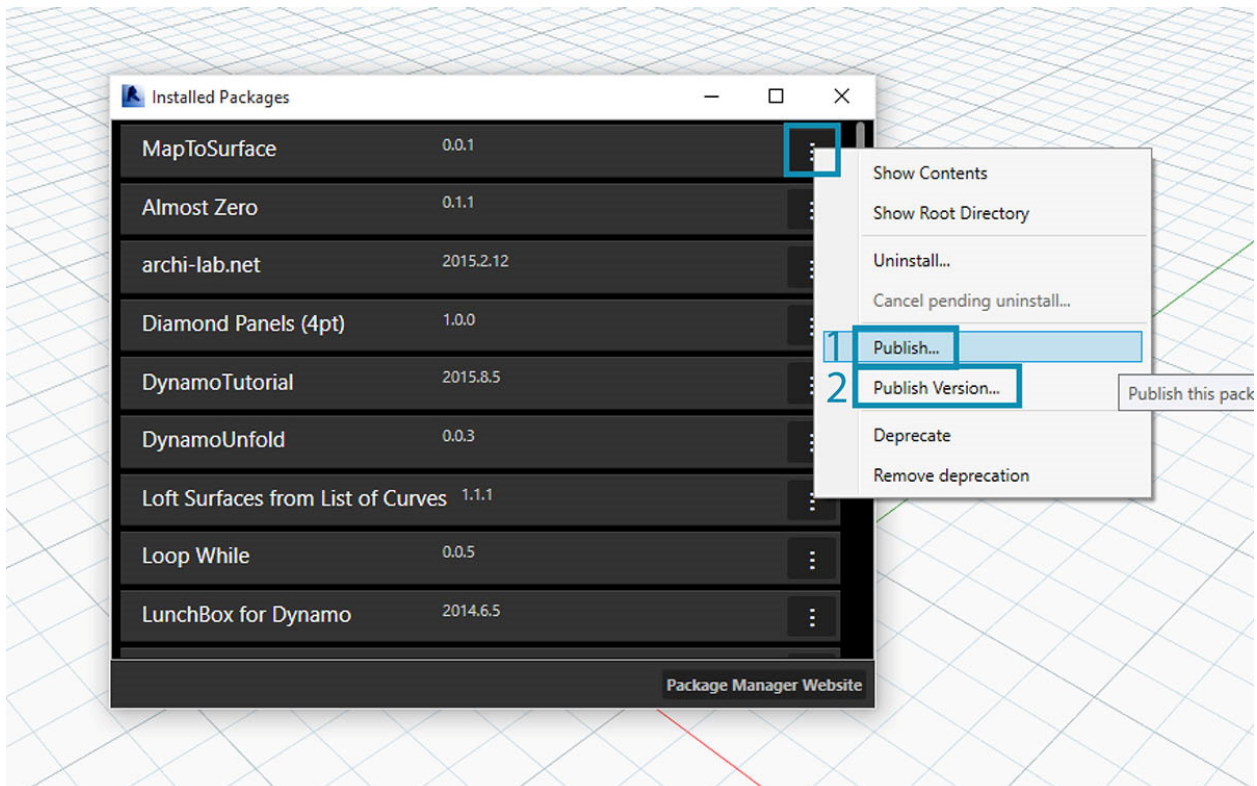 Installed Packages
MapToSurface 0.0.1
Almost Zero 0.1.1
archi-lab.net 2015.2.12
Diamond Panels (4pt) 1.0.0
DynamoTutorial 2015.8.5
DynamoUnfold 0.0.3
Loft Surfaces from List of Curves 1.1.1
Loop While 0.0.5
LunchBox for Dynamo 2014.6.5
Package Manager Website
Show Contents
Show Root Directory
Uninstall...
Cancel pending uninstall...
1 Publish...
2 Publish Version...
Publish this pack
Deprecate
Remove deprecation